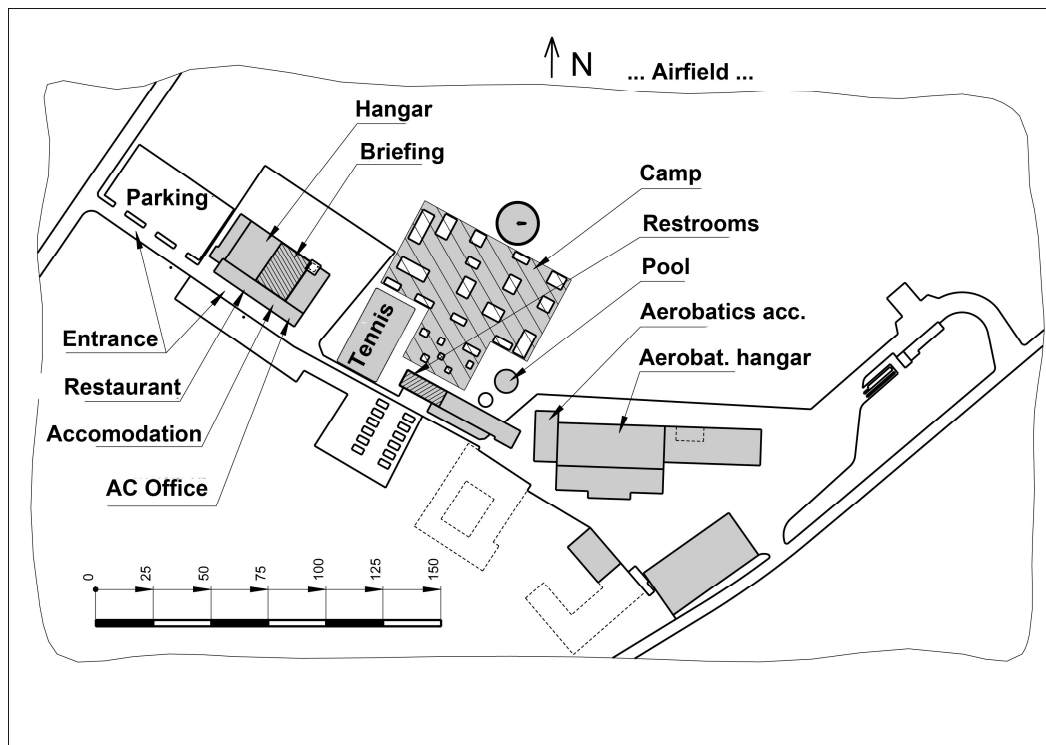 N
... Airfield ...
Hangar
Briefing
Camp
Parking
Restrooms
Pool
Aerobatics acc.
Tennis
Entrance
Aerobat. hangar
Restaurant
Accomodation
AC Office
0
25
50
75
100
125
150